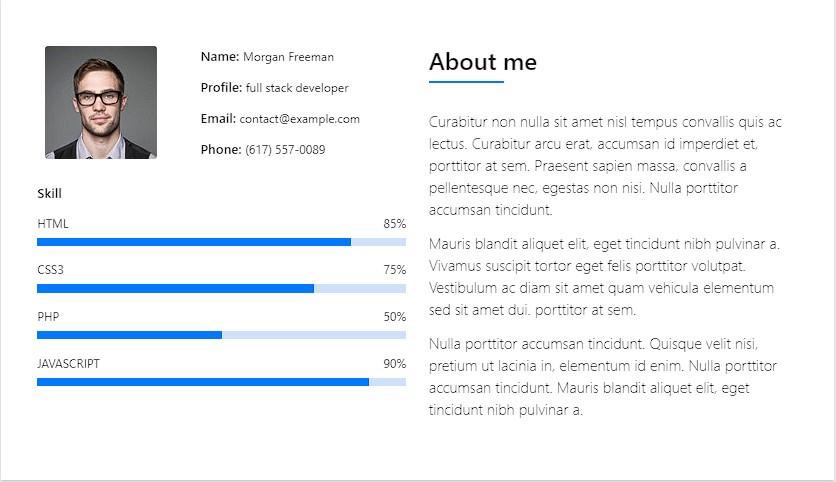 Name: Morgan Freeman
Profile: full stack developer
Email: contact@example.com
Phone: (617) 557-0089
Skill
HTML 85%
CSS3 75%
PHP 50%
JAVASCRIPT 90%
About me
Curabitur non nulla sit amet nisl tempus convallis quis ac
lectus. Curabitur arcu erat, accumsan id imperdiet et,
porttitor at sem. Praesent sapien massa, convallis a
pellentesque nec, egestas non nisi. Nulla porttitor
accumsan tincidunt.
Mauris blandit aliquet elit, eget tincidunt nibh pulvinar a.
Vivamus suscipit tortor eget felis porttitor volutpat.
Vestibulum ac diam sit amet quam vehicula elementum
sed sit amet dui. porttitor at sem.
Nulla porttitor accumsan tincidunt. Quisque velit nisi,
pretium ut lacinia in, elementum id enim. Nulla porttitor
accumsan tincidunt. Mauris blandit aliquet elit, eget
tincidunt nibh pulvinar a.